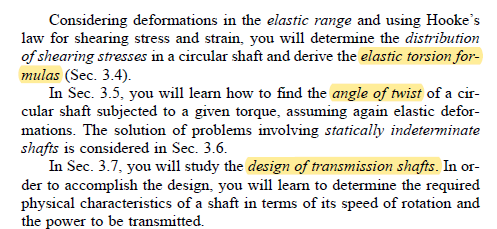 Considering deformations in the elastic range and using Hooke's
law for shearing stress and strain, you will determine the distribution
of shearing stresses in a circular shaft and derive the elastic torsion for-
mulas (Sec. 3.4).
In Sec. 3.5, you will learn how to find the angle of twist of a cir-
cular shaft subjected to a given torque, assuming again elastic defor-
mations. The solution of problems involving statically indeterminate
shafts is considered in Sec. 3.6.
In Sec. 3.7, you will study the design of transmission shafts. In or-
der to accomplish the design, you will learn to determine the required
physical characteristics of a shaft in terms of its speed of rotation and
the power to be transmitted.